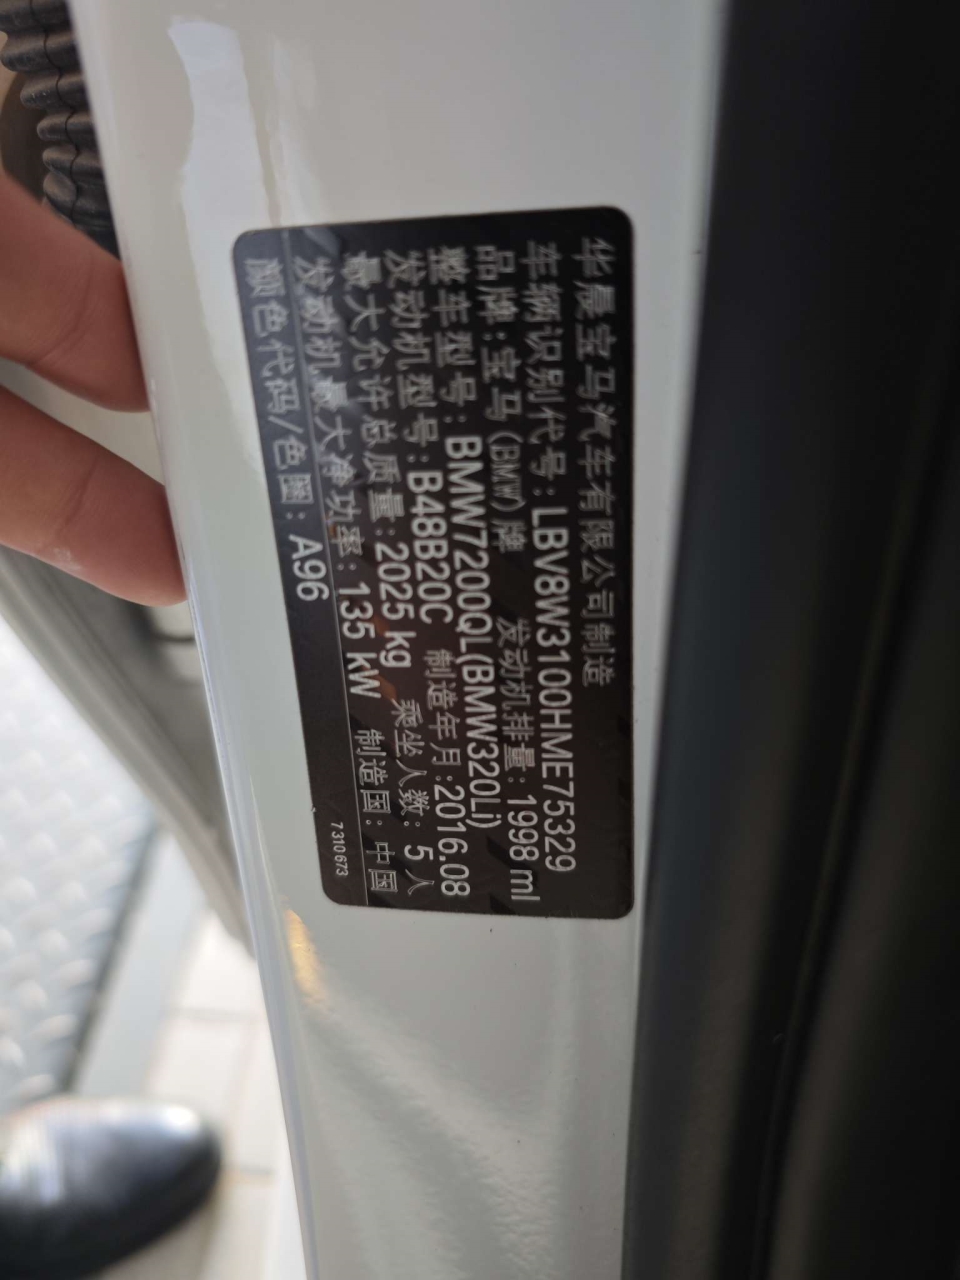 华晨宝马汽车有限公司制造
车辆识别代号:LBV8W3100HME75329
品牌:宝马(BMW)牌 发动机排量:1998 ml
整车型号:BMW7200QL(BMW320Li)
发动机型号:B48B20C 制造年月:2016.08
最大允许总质量:2025 kg 乘坐人数: 5人
发动机最大净功率: 135 kW 制造国: 中国
颜色代码/色圈: A96 7 310 673